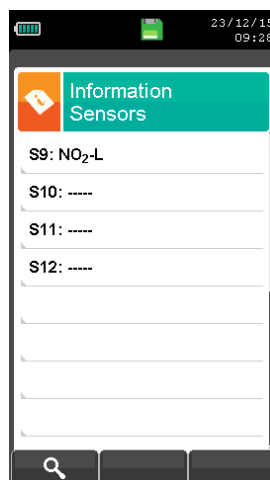 23/12/15
09:28
Information
Sensors
S9: NO₂-L
S10: -----
S11: -----
S12: -----